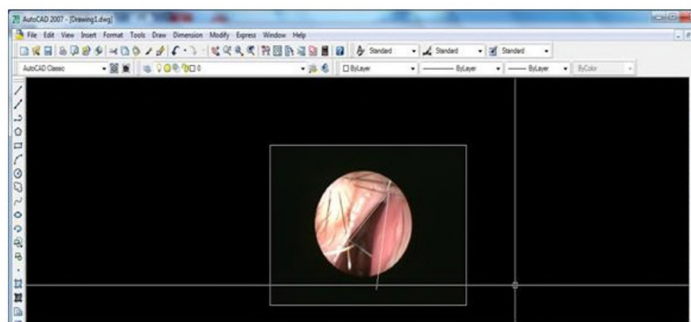 AutoCAD 2007 - [Drawing1.dwg]
File Edit View Insert Format Tools Draw Dimension Modify Express Window Help
Standard Standard Standard
AutoCAD Classic 0 ByLayer ByLayer ByLayer ByColor